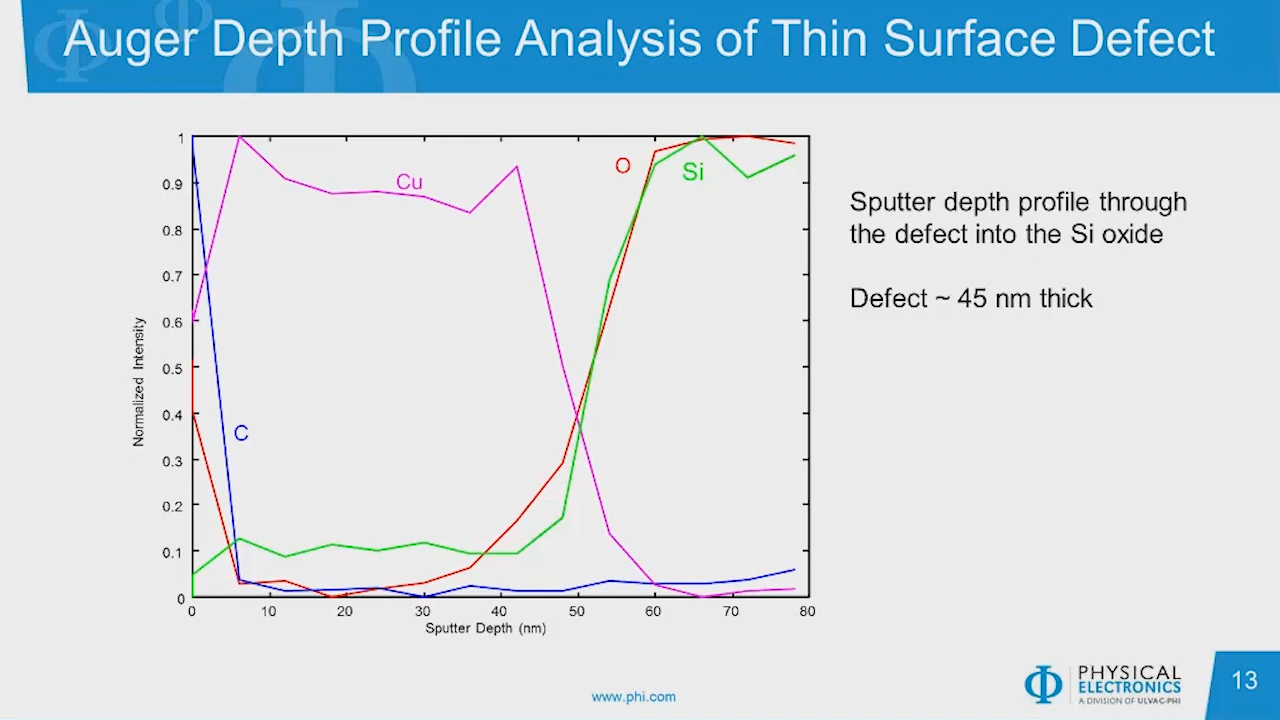 Auger Depth Profile Analysis of Thin Surface Defect
1
0.9
0.8
0.7
0.6
0.5
0.4
0.3
0.2
0.1
0
Normalized Intensity
Cu
O
Si
C
0 10 20 30 40 50 60 70 80
Sputter Depth (nm)
Sputter depth profile through
the defect into the Si oxide
Defect ~ 45 nm thick
www.phi.com
PHYSICAL
ELECTRONICS
A DIVISION OF ULVAC-PHI
13